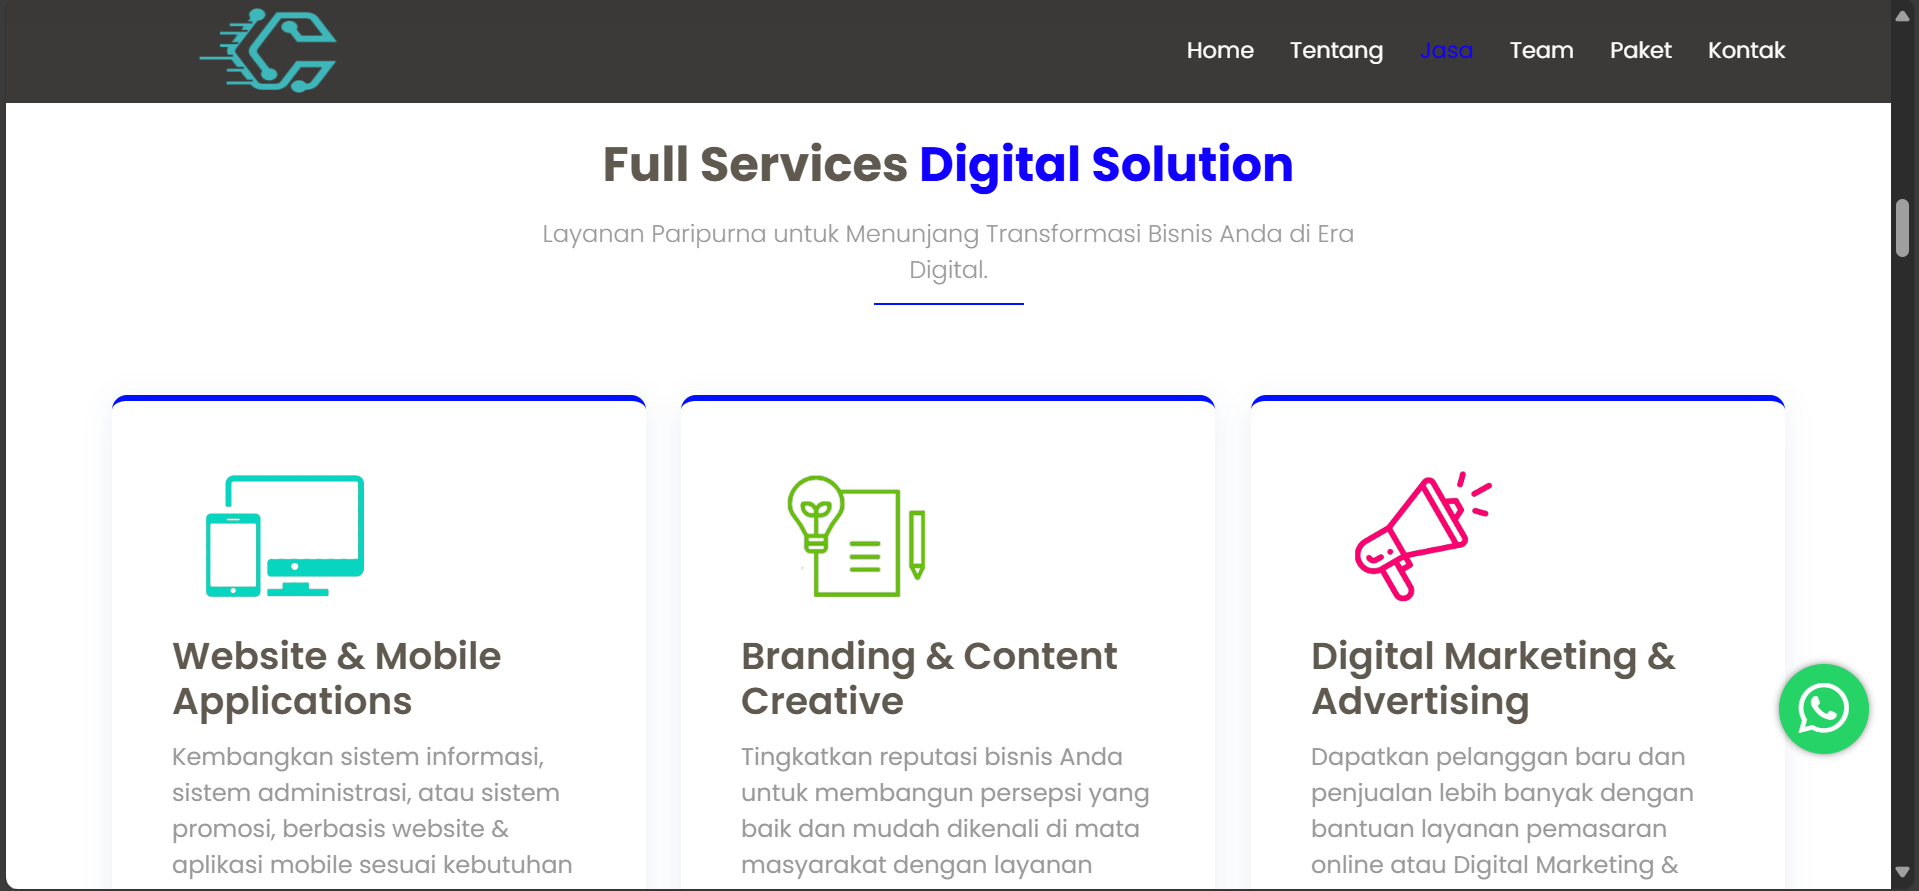 Home Tentang Jasa Team Paket Kontak
Full Services Digital Solution
Layanan Paripurna untuk Menunjang Transformasi Bisnis Anda di Era
Digital.
Website & Mobile
Applications
Kembangkan sistem informasi,
sistem administrasi, atau sistem
promosi, berbasis website &
aplikasi mobile sesuai kebutuhan
Branding & Content
Creative
Tingkatkan reputasi bisnis Anda
untuk membangun persepsi yang
baik dan mudah dikenali di mata
masyarakat dengan layanan
Digital Marketing &
Advertising
Dapatkan pelanggan baru dan
penjualan lebih banyak dengan
bantuan layanan pemasaran
online atau Digital Marketing &